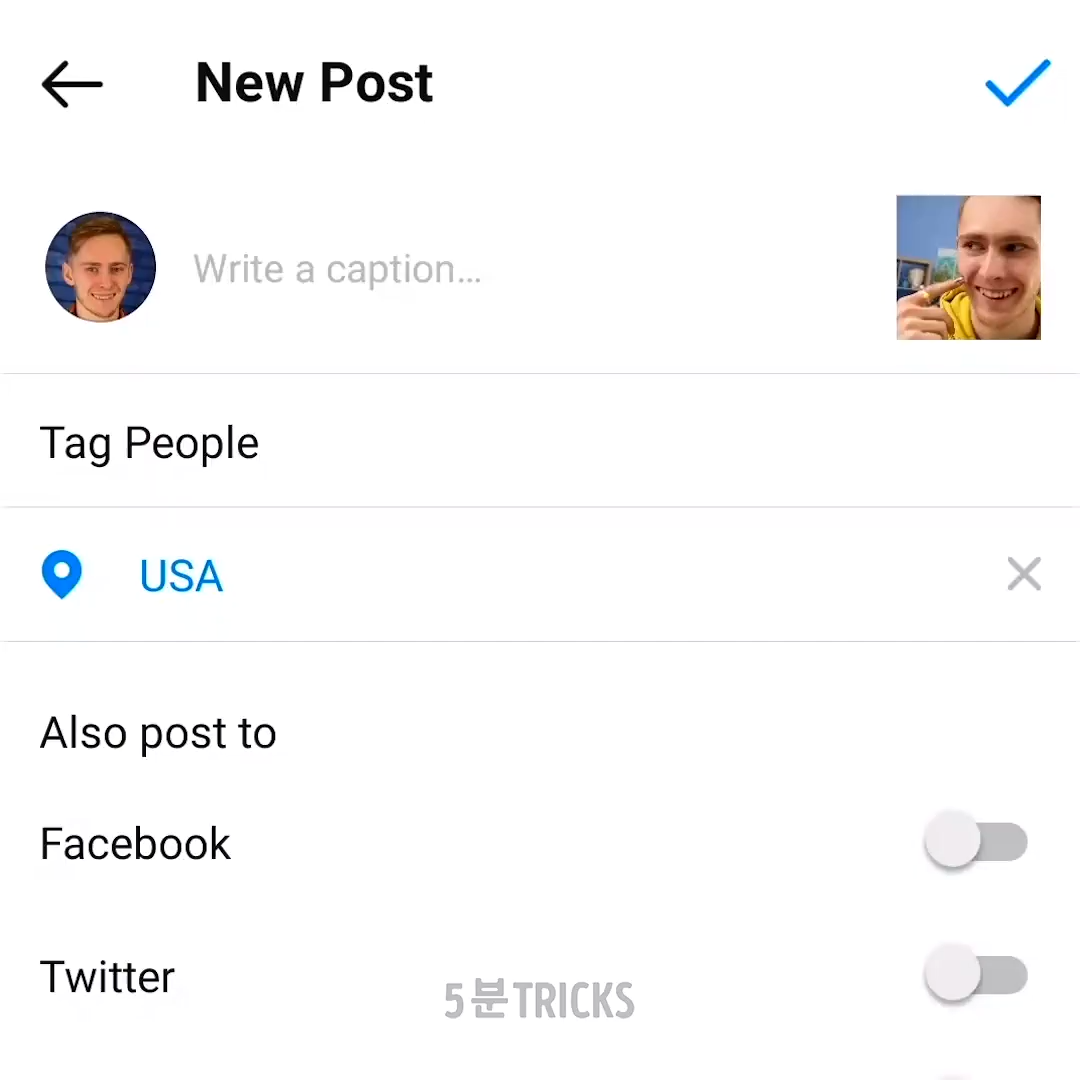 New Post
Write a caption...
Tag People
USA
Also post to
Facebook
Twitter
5분TRICKS